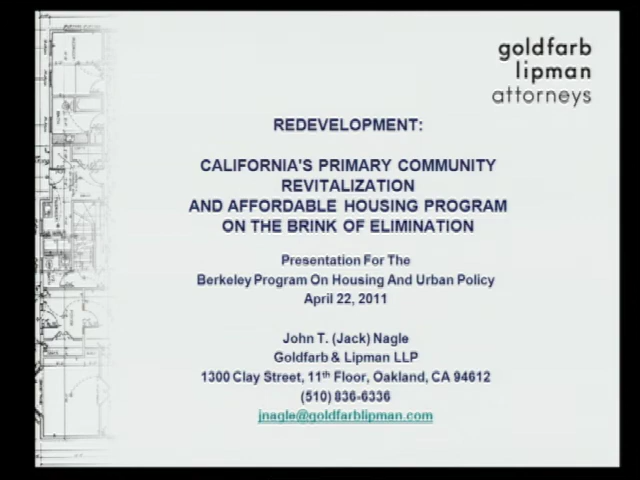 goldfarb
lipman
attorneys
REDEVELOPMENT:
CALIFORNIA'S PRIMARY COMMUNITY
REVITALIZATION
AND AFFORDABLE HOUSING PROGRAM
ON THE BRINK OF ELIMINATION
Presentation For The
Berkeley Program On Housing And Urban Policy
April 22, 2011
John T. (Jack) Nagle
Goldfarb & Lipman LLP
1300 Clay Street, 11th Floor, Oakland, CA 94612
(510) 836-6336
jnagle@goldfarblipman.com